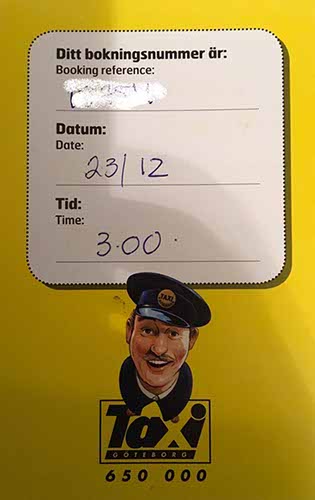 Ditt bokningsnummer är:
Booking reference:
Datum:
Date:
23/12
Tid:
Time:
3.00.
TAXI
Taxi
GÖTEBORG
650 000